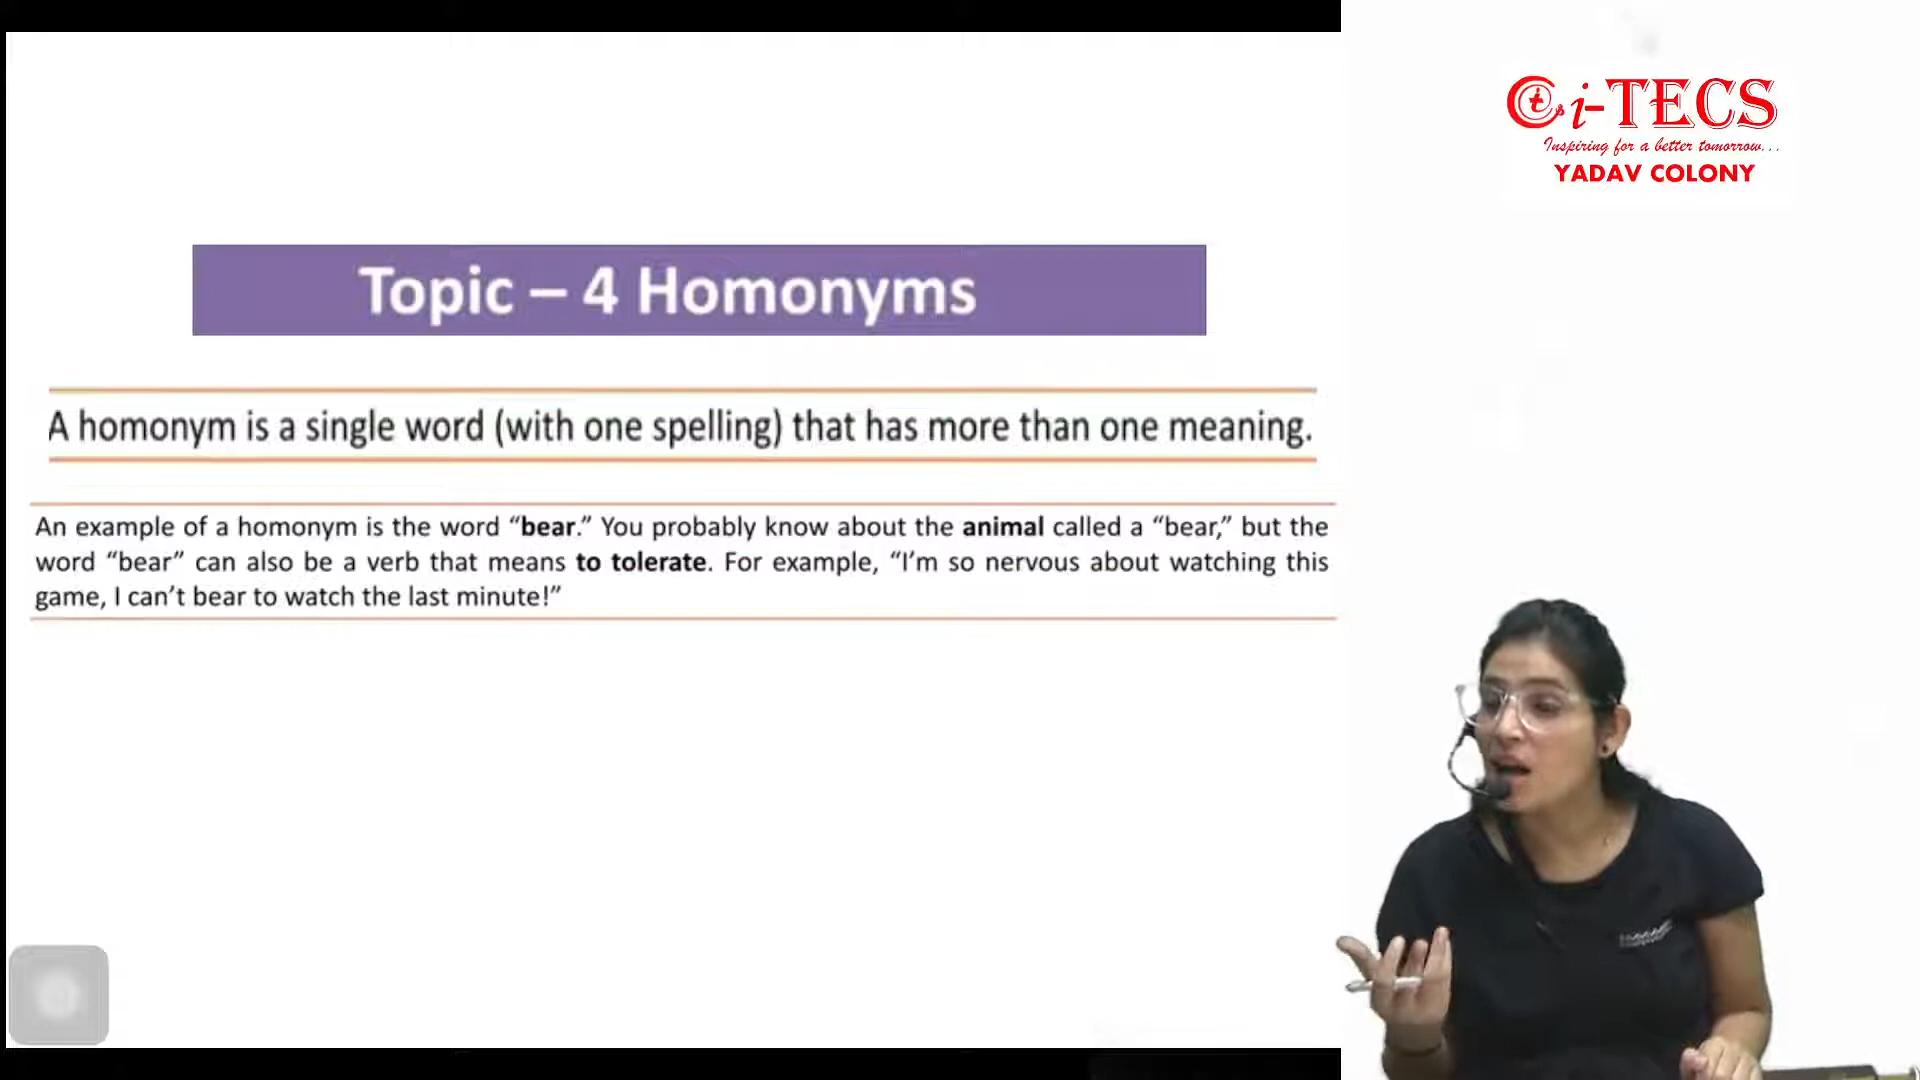 i-TECS
Inspiring for a better tomorrow...
YADAV COLONY
Topic – 4 Homonyms
A homonym is a single word (with one spelling) that has more than one meaning.
An example of a homonym is the word “bear.” You probably know about the animal called a “bear,” but the
word “bear” can also be a verb that means to tolerate. For example, “I’m so nervous about watching this
game, I can’t bear to watch the last minute!”